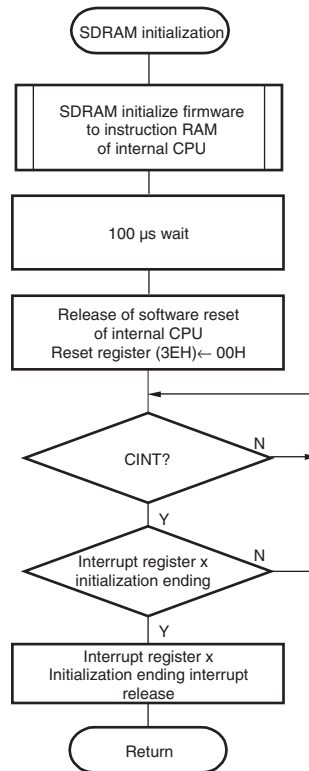 SDRAM initialization
SDRAM initialize firmware
to instruction RAM
of internal CPU
100 μs wait
Release of software reset
of internal CPU
Reset register (3EH)← 00H
CINT?
N
Y
Interrupt register x
initialization ending
N
Y
Interrupt register x
Initialization ending interrupt
release
Return